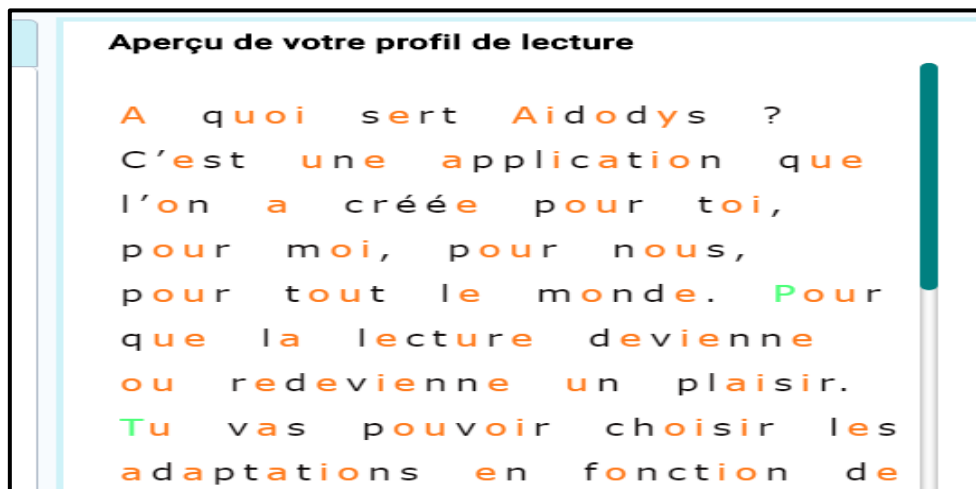 Aperçu de votre profil de lecture
A quoi sert Aidodys ?
C’est une application que
l’on a créée pour toi,
pour moi, pour nous,
pour tout le monde. Pour
que la lecture devienne
ou redevienne un plaisir.
Tu vas pouvoir choisir les
adaptations en fonction de